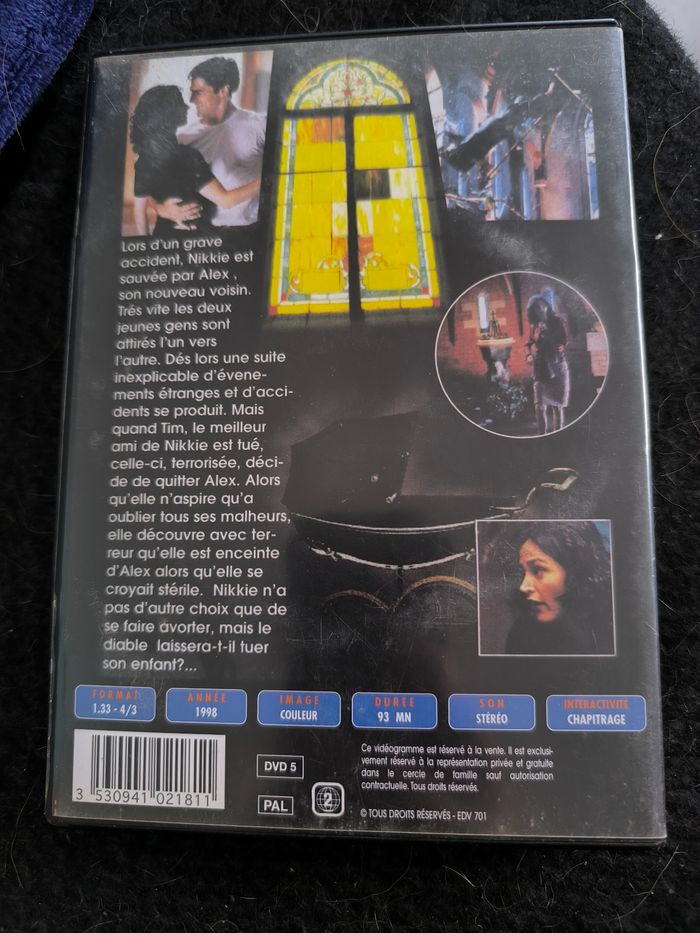 Lors d'un grave
accident, Nikkie est
sauvée par Alex ,
son nouveau voisin.
Trés vite les deux
jeunes gens sont
attirés l'un vers
l'autre. Dés lors une suite
inexplicable d'évene-
ments étranges et d'acci-
dents se produit. Mais
quand Tim, le meilleur
ami de Nikkie est tué,
celle-ci, terrorisée, déci-
de de quitter Alex. Alors
qu'elle n'aspire qu'a
oublier tous ses malheurs,
elle découvre avec ter-
reur qu'elle est enceinte
d'Alex alors qu'elle se
croyait stérile. Nikkie n'a
pas d'autre choix que de
se faire avorter, mais le
diable laissera-t-il tuer
son enfant?...
FORMAT
1.33 - 4/3
ANNÉE
1998
IMAGE
COULEUR
DURÉE
93 MN
SON
STÉRÉO
INTERACTIVITÉ
CHAPITRAGE
3 530941 021811
DVD 5
PAL
2
Ce vidéogramme est réservé à la vente. Il est exclusi-
vement réservé à la représentation privée et gratuite
dans le cercle de famille sauf autorisation
contractuelle. Tous droits réservés.
© TOUS DROITS RÉSERVÉS - EDV 701